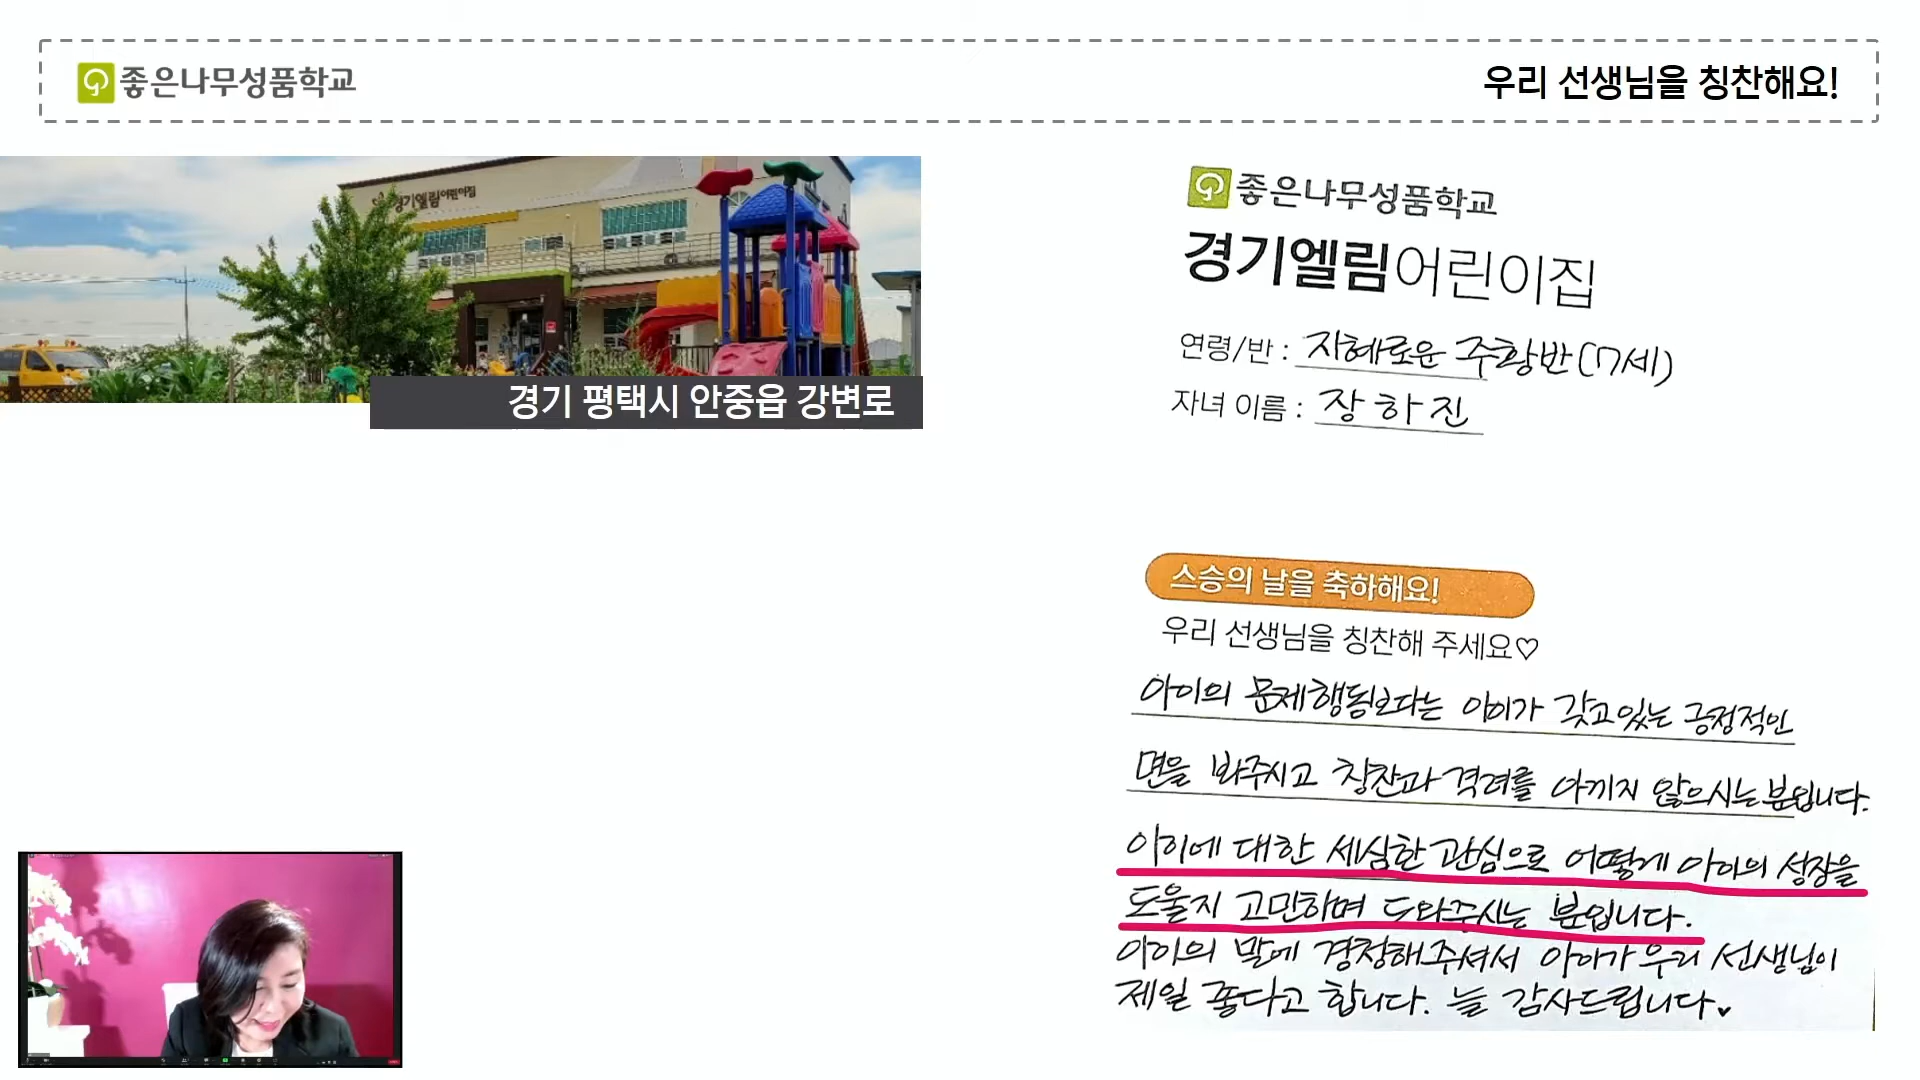 좋은나무성품학교
우리 선생님을 칭찬해요!
경기엘림어린이집
경기 평택시 안중읍 강변로
좋은나무성품학교
경기엘림어린이집
연령/반 : 지혜로운 주황반(7세)
자녀 이름 : 장하진
스승의 날을 축하해요!
우리 선생님을 칭찬해 주세요♡
아이의 문제행동보다는 아이가 갖고있는 긍정적인
면을 봐주시고 칭찬과 격려를 아끼지 않으시는분입니다.
아이에 대한 세심한 관심으로 어떻게 아이의 성장을
도울지 고민하며 도와주시는 분입니다.
아이의 말에 경청해주셔서 아이가 우리 선생님이
제일 좋다고 합니다. 늘 감사드립니다♥